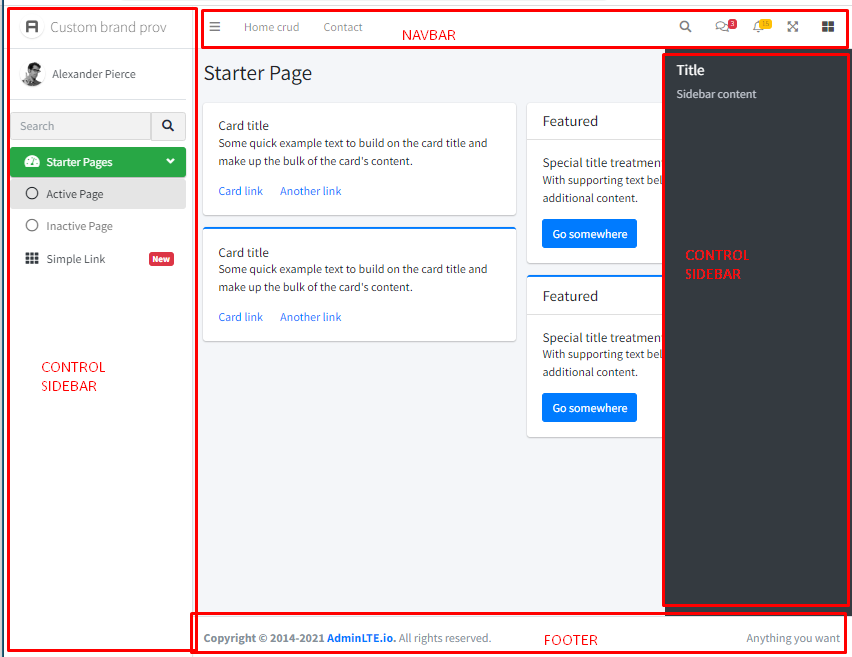 Custom brand prov
Home crud
Contact
NAVBAR
3
15
Alexander Pierce
Search
Starter Pages
Active Page
Inactive Page
Simple Link
New
CONTROL
SIDEBAR
Starter Page
Card title
Some quick example text to build on the card title and
make up the bulk of the card's content.
Card link
Another link
Card title
Some quick example text to build on the card title and
make up the bulk of the card's content.
Card link
Another link
Featured
Special title treatment
With supporting text bel
additional content.
Go somewhere
Featured
Special title treatment
With supporting text bel
additional content.
Go somewhere
Title
Sidebar content
CONTROL
SIDEBAR
Copyright © 2014-2021 AdminLTE.io. All rights reserved.
FOOTER
Anything you want